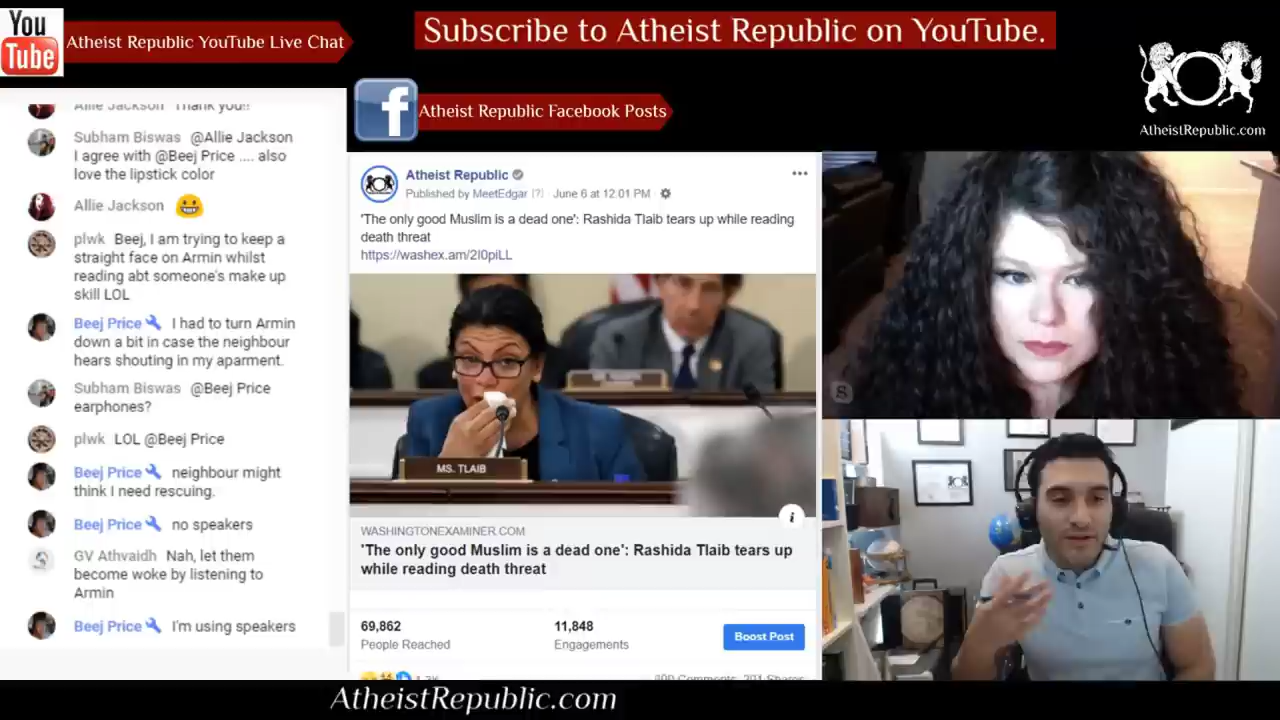 You
Tube
Atheist Republic YouTube Live Chat
Subscribe to Atheist Republic on YouTube.
AtheistRepublic.com
Allie Jackson Thank you!!
Subham Biswas @Allie Jackson
I agree with @Beej Price .... also
love the lipstick color
Allie Jackson
plwk Beej, I am trying to keep a
straight face on Armin whilst
reading abt someone's make up
skill LOL
Beej Price I had to turn Armin
down a bit in case the neighbour
hears shouting in my aparment.
Subham Biswas @Beej Price
earphones?
plwk LOL @Beej Price
Beej Price neighbour might
think I need rescuing.
Beej Price no speakers
GV Athvaidh Nah, let them
become woke by listening to
Armin
Beej Price I'm using speakers
f
Atheist Republic Facebook Posts
Atheist Republic
Published by MeetEdgar [?] June 6 at 12:01 PM
'The only good Muslim is a dead one': Rashida Tlaib tears up while reading
death threat
https://washex.am/2I0piLL
MS. TLAIB
i
WASHINGTONEXAMINER.COM
'The only good Muslim is a dead one': Rashida Tlaib tears up
while reading death threat
69,862
People Reached
11,848
Engagements
Boost Post
S
AtheistRepublic.com